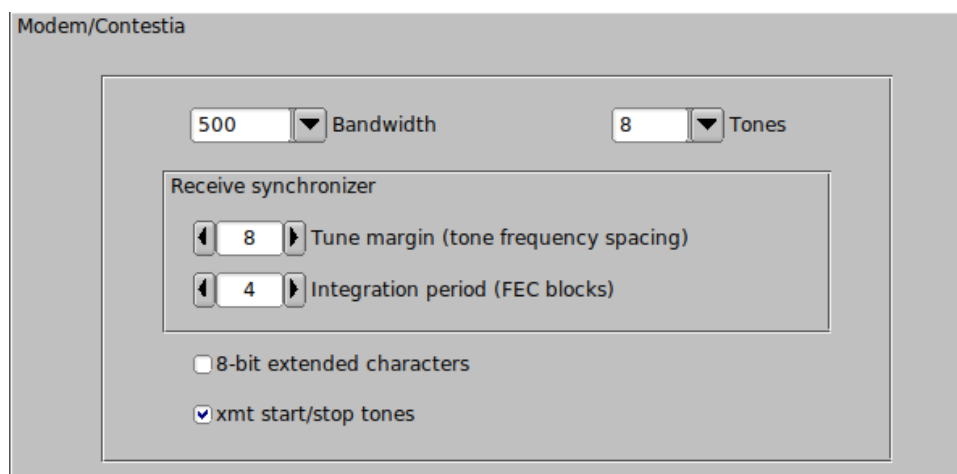 Modem/Contestia
500 Bandwidth 8 Tones
Receive synchronizer
8 Tune margin (tone frequency spacing)
4 Integration period (FEC blocks)
8-bit extended characters
xmt start/stop tones